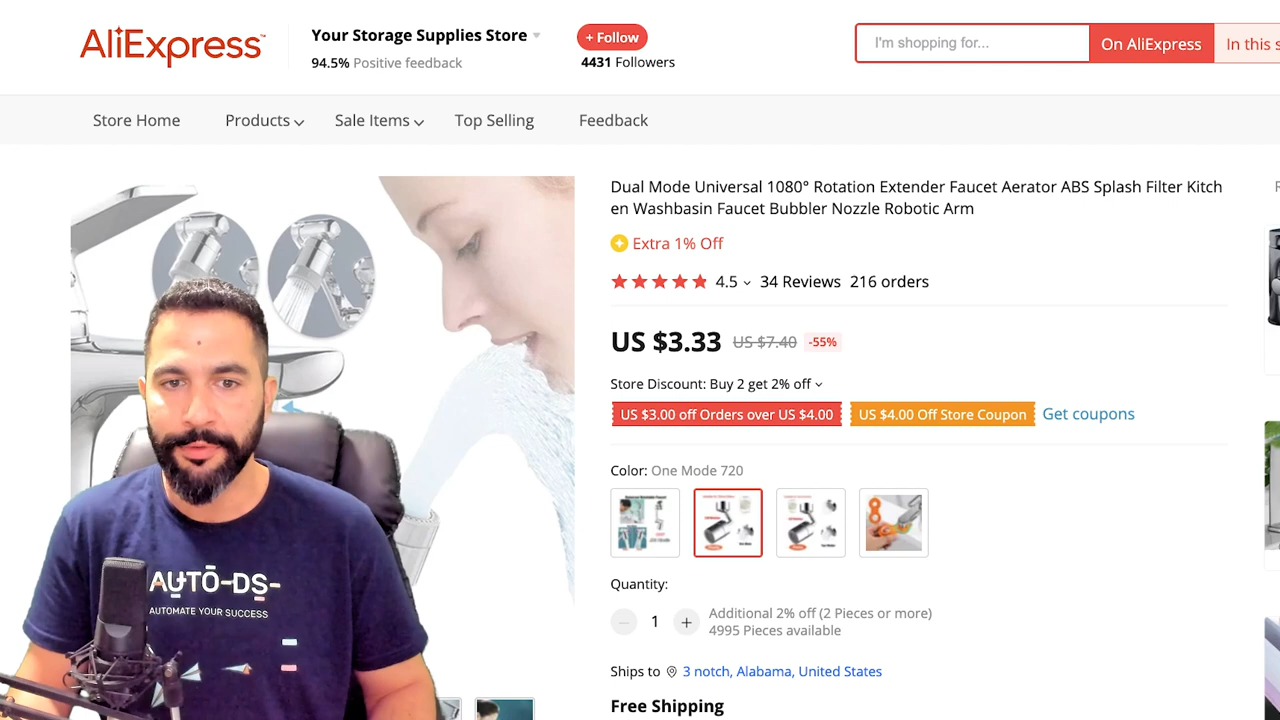 AliExpress
Your Storage Supplies Store
94.5% Positive feedback
+ Follow
4431 Followers
I'm shopping for...
On AliExpress
In this s
Store Home
Products
Sale Items
Top Selling
Feedback
Dual Mode Universal 1080° Rotation Extender Faucet Aerator ABS Splash Filter Kitch
en Washbasin Faucet Bubbler Nozzle Robotic Arm
Extra 1% Off
4.5
34 Reviews
216 orders
US $3.33
US $7.40
-55%
Store Discount: Buy 2 get 2% off
US $3.00 off Orders over US $4.00
US $4.00 Off Store Coupon
Get coupons
Color: One Mode 720
Quantity:
1
Additional 2% off (2 Pieces or more)
4995 Pieces available
Ships to
3 notch, Alabama, United States
Free Shipping
AUTO-DS-
AUTOMATE YOUR SUCCESS